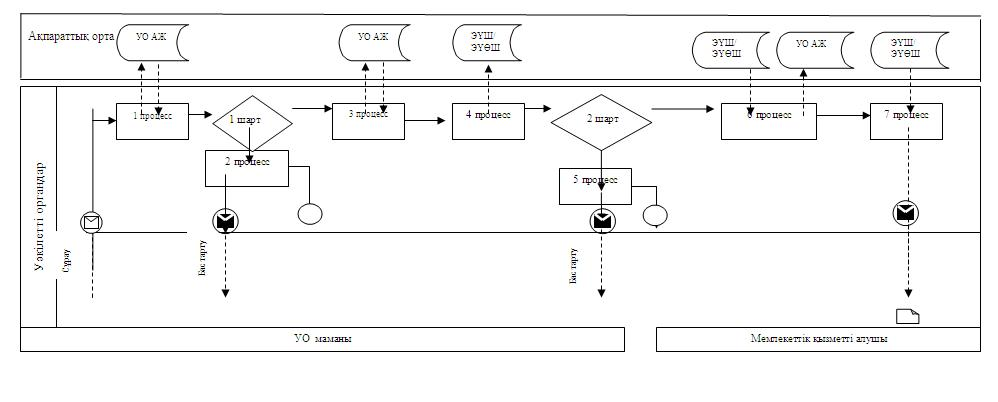 Ақпараттық орта
УО АЖ
УО АЖ
ЭҮШ/
ЭҮӨШ
ЭҮШ/
ЭҮӨШ
УО АЖ
ЭҮШ/
ЭҮӨШ
Уәкілетті органдар
1 процесс
1 шарт
3 процесс
4 процесс
2 шарт
6 процесс
7 процесс
2 процесс
5 процесс
Сұрау
Бас тарту
Бас тарту
УО маманы
Мемлекеттік қызметті алушы